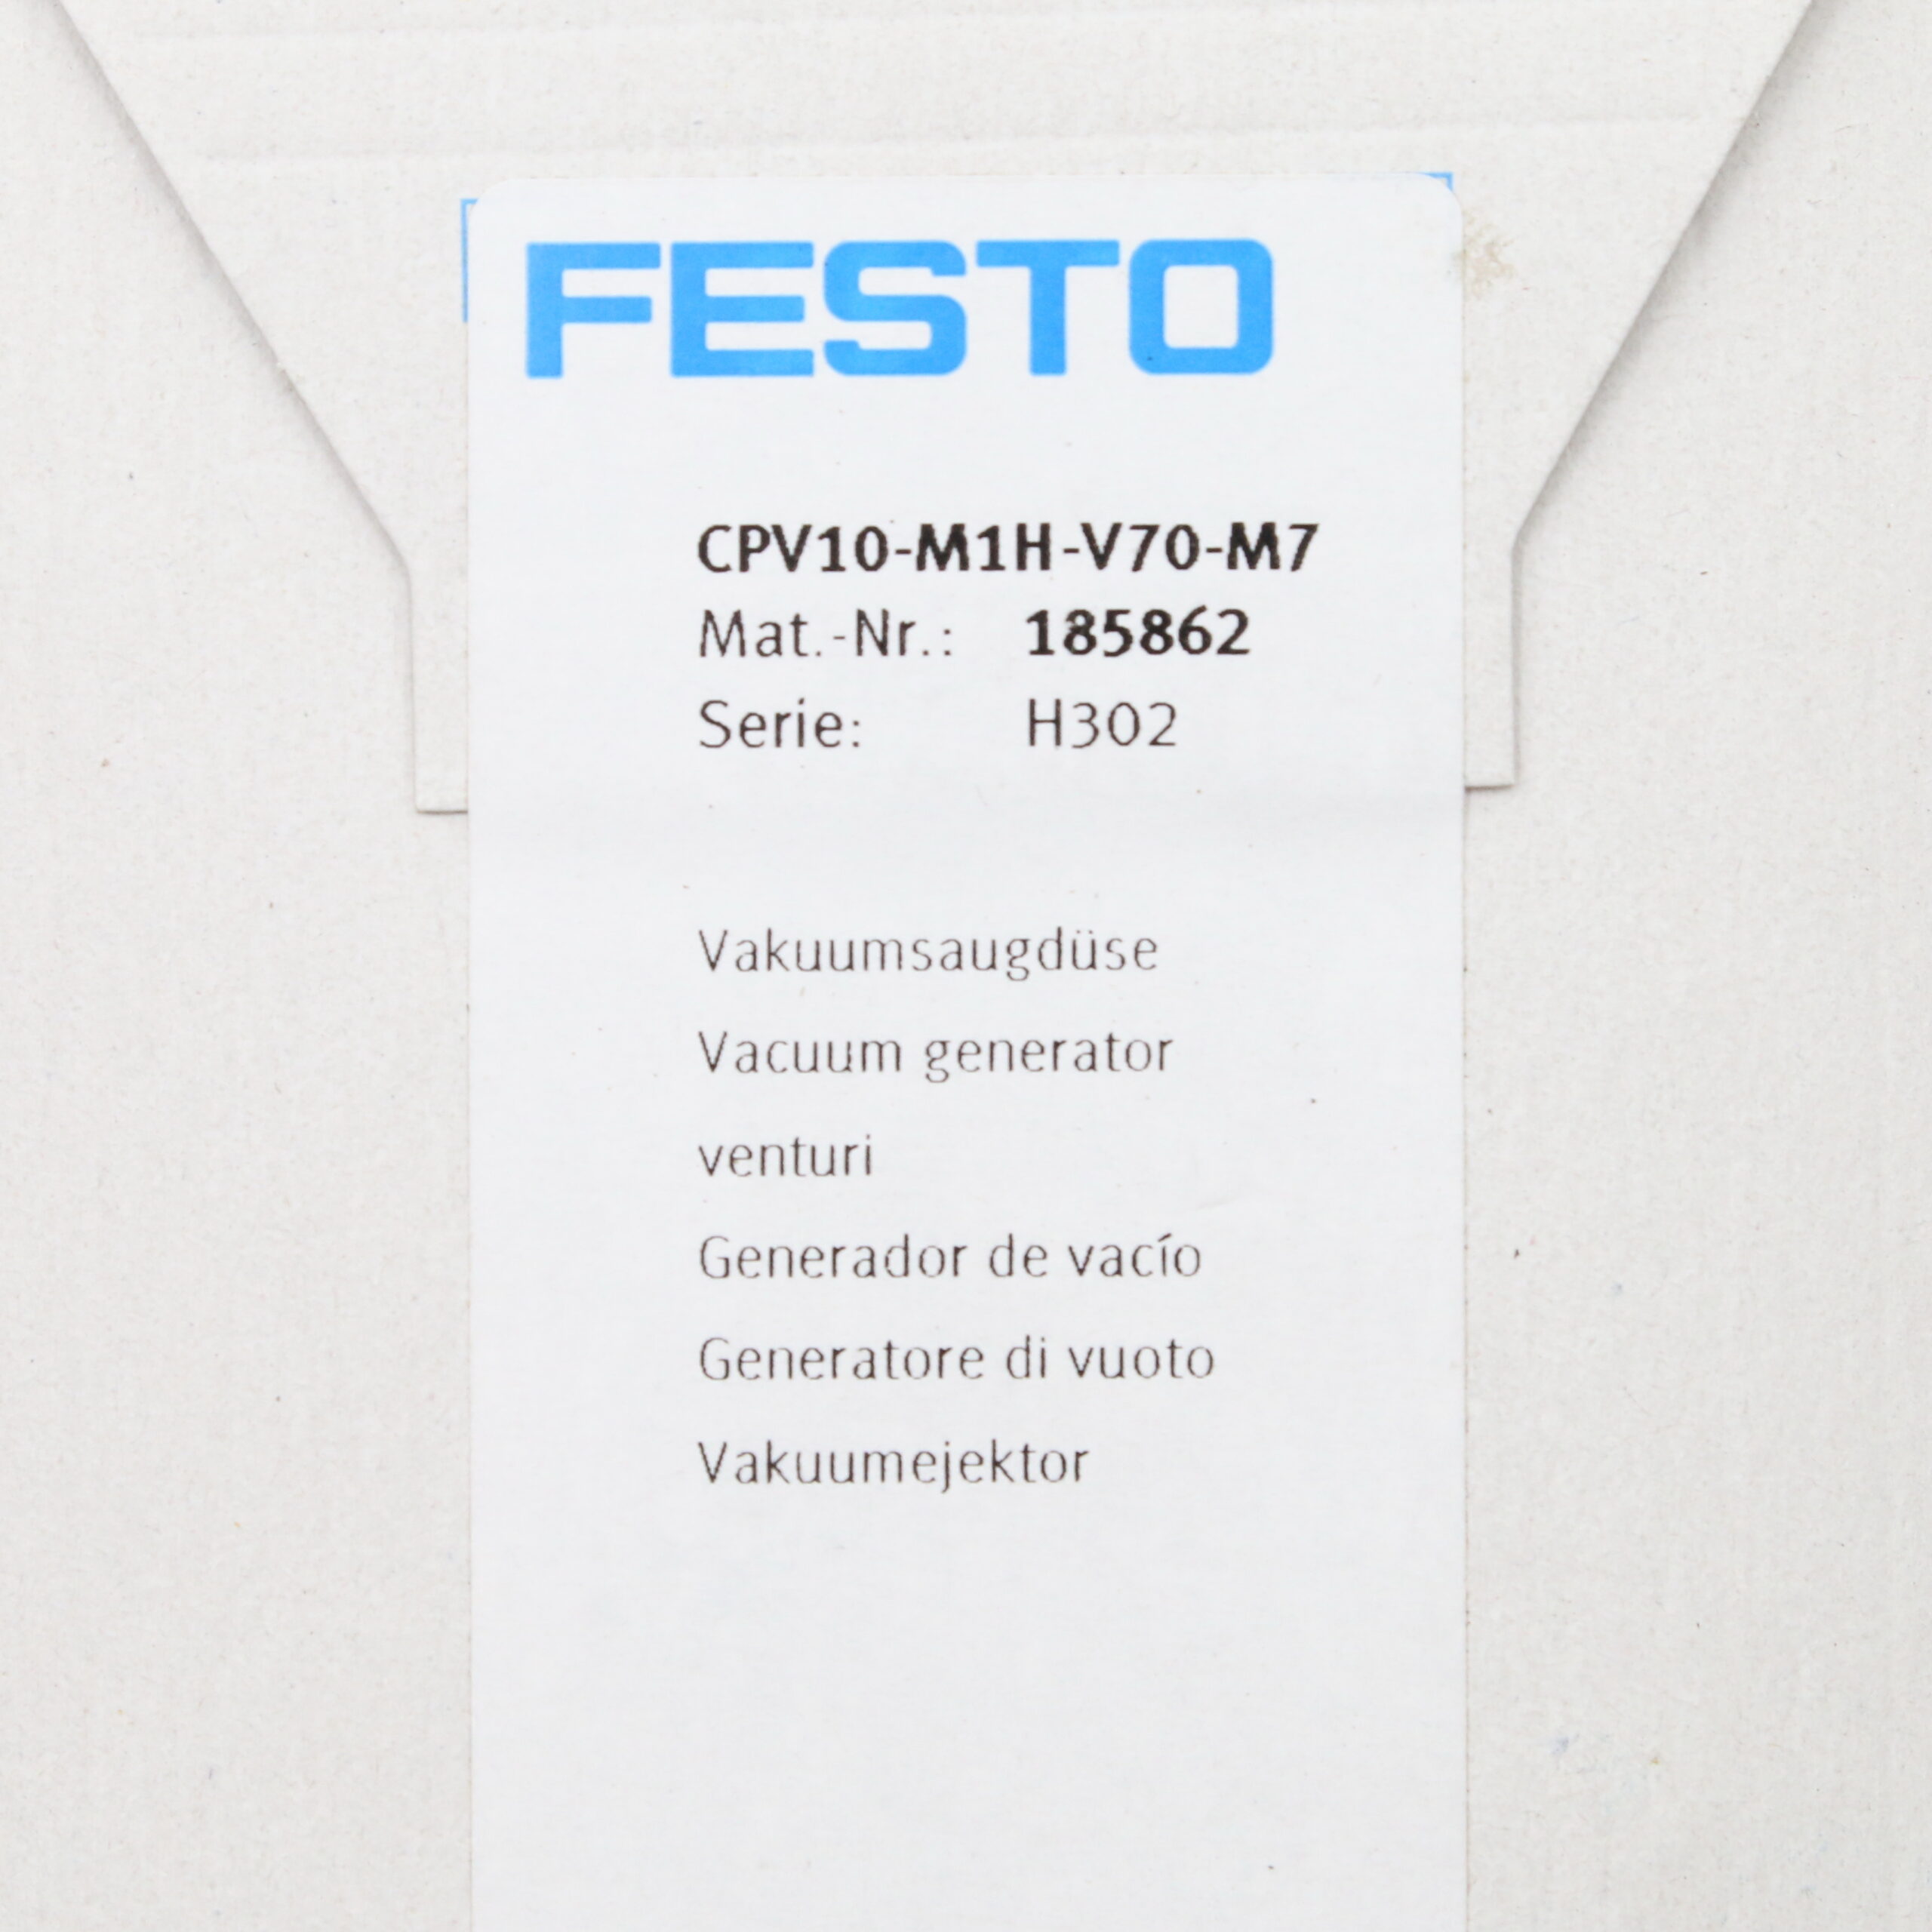 FESTO
CPV10-M1H-V70-M7
Mat.-Nr.: 185862
Serie: H302
Vakuumsaugdüse
Vacuum generator
venturi
Generador de vacío
Generatore di vuoto
Vakuumejektor